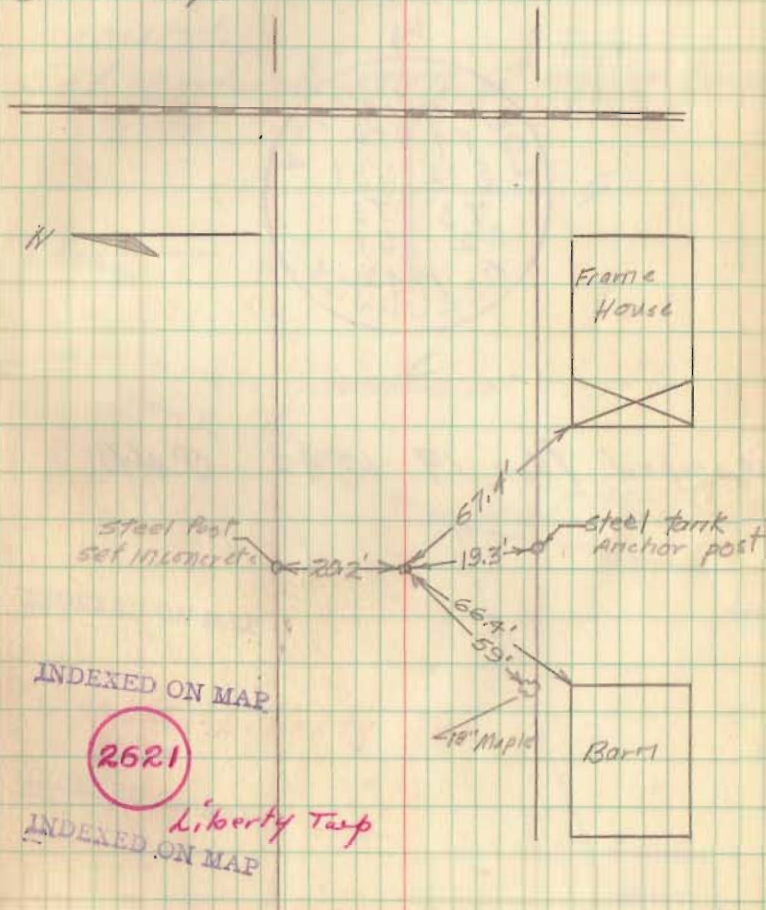 N
Frame
House
67.4'
Steel Post
Set in concrete
20.2'
19.3'
Steel tank
Anchor post
66.4'
59'
18" Maple
Barn
INDEXED ON MAP
2621
Liberty Twp
INDEXED ON MAP